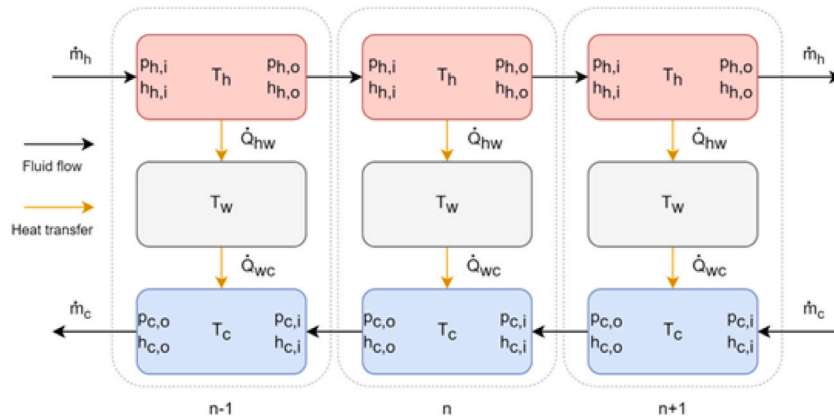 ṁh ṁh
ph,i Th ph,o ph,i Th ph,o ph,i Th ph,o
hh,i hh,o hh,i hh,o hh,i hh,o
Q̇hw Q̇hw Q̇hw
Fluid flow
Tw Tw Tw
Heat transfer
Q̇wc Q̇wc Q̇wc
ṁc ṁc
pc,o Tc pc,i pc,o Tc pc,i pc,o Tc pc,i
hc,o hc,i hc,o hc,i hc,o hc,i
n-1 n n+1